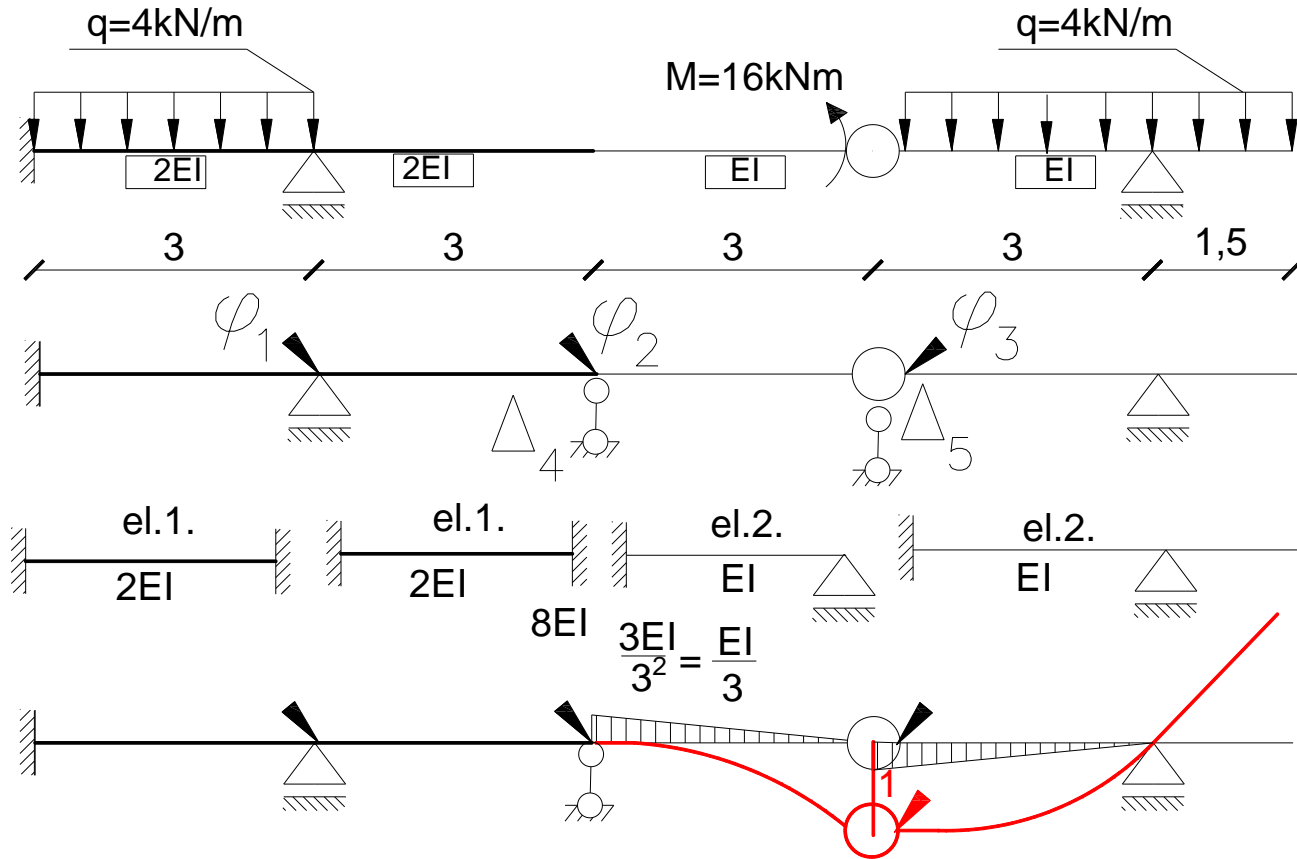 q=4kN/m q=4kN/m
M=16kNm
2EI 2EI EI EI
3 3 3 3 1,5
φ1 φ2 φ3
Δ4 Δ5
el.1. el.1. el.2. el.2.
2EI 2EI EI EI
8EI
3EI/3² = EI/3
1